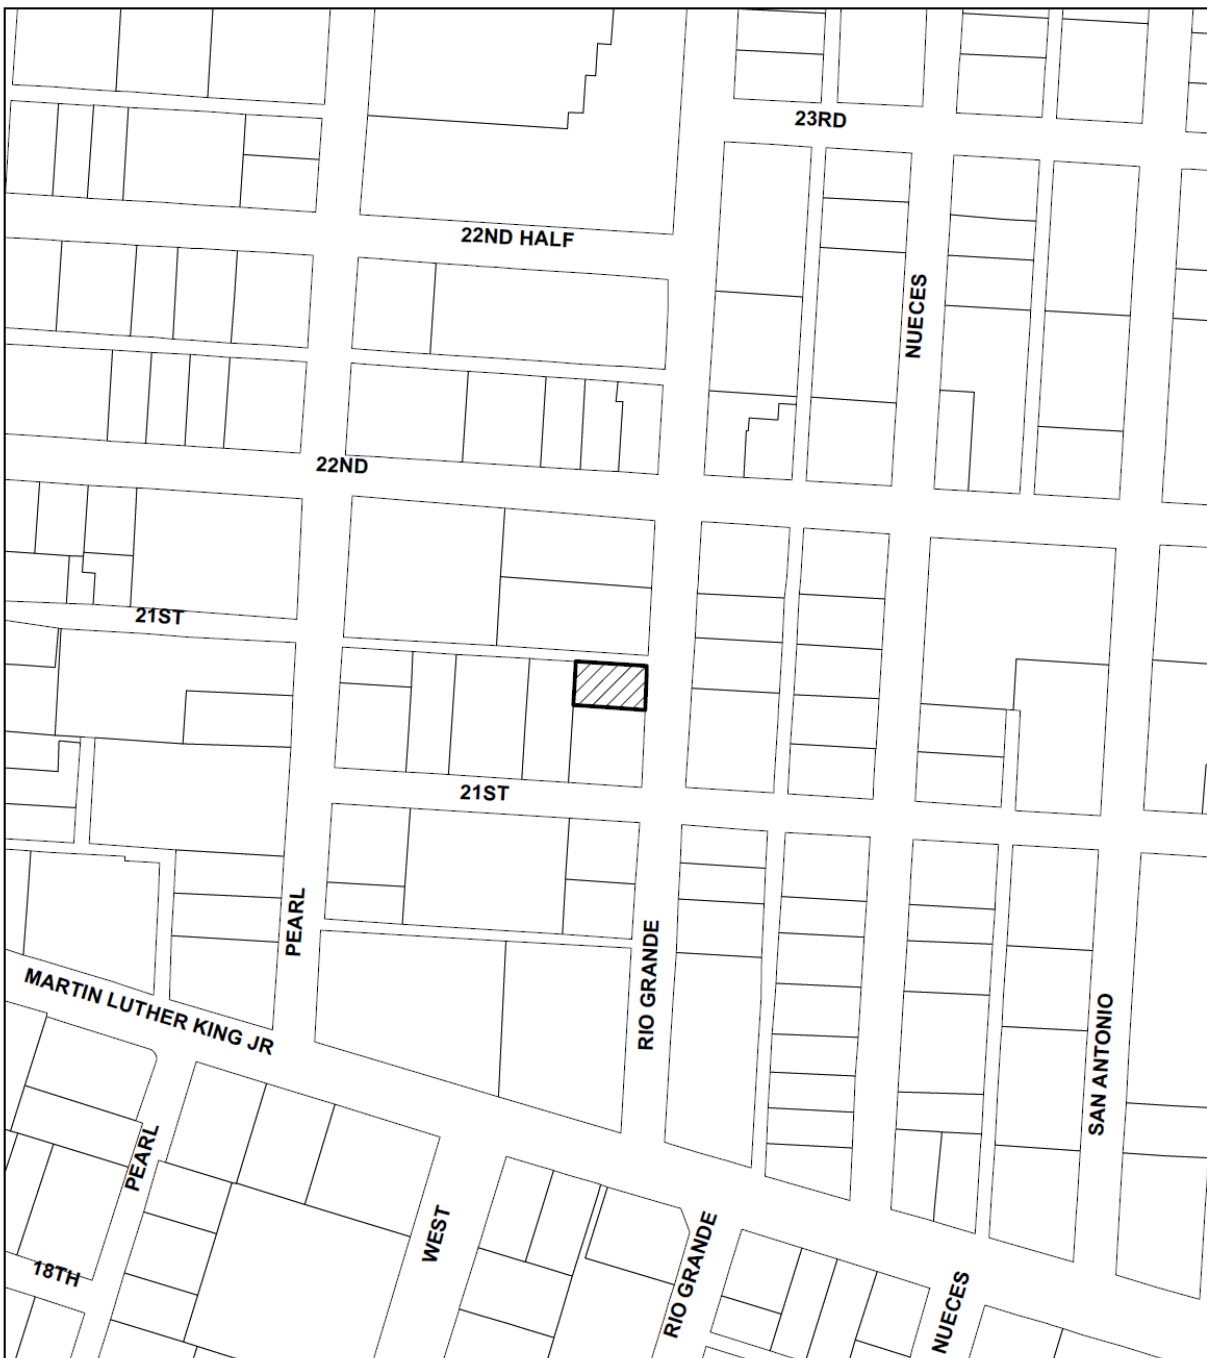 23RD
22ND HALF
NUECES
22ND
21ST
21ST
PEARL
RIO GRANDE
MARTIN LUTHER KING JR
SAN ANTONIO
PEARL
WEST
RIO GRANDE
18TH
NUECES